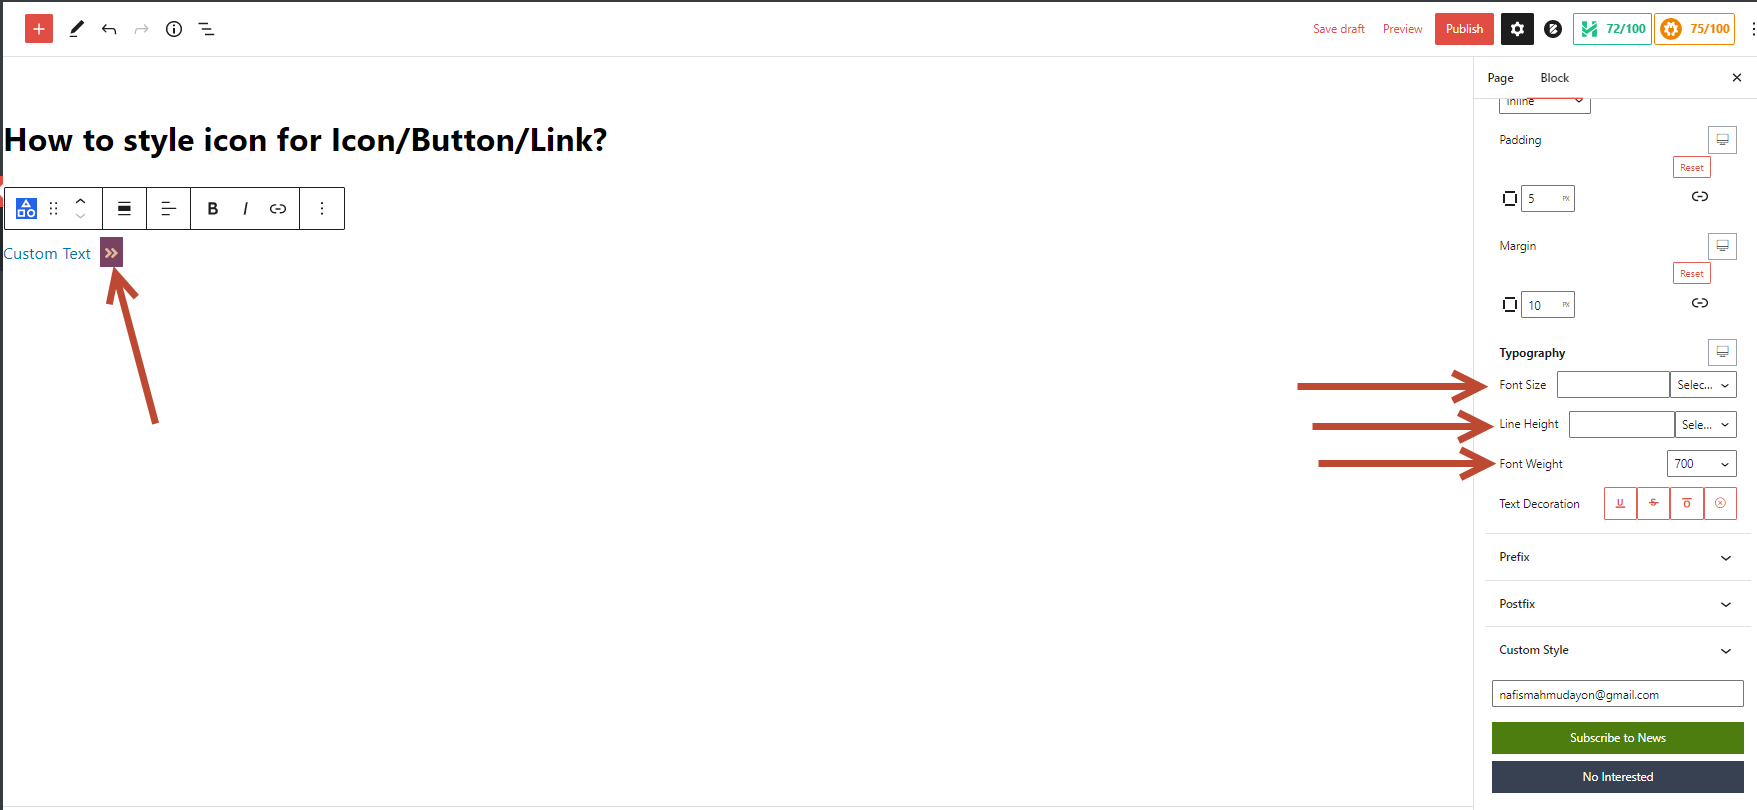 Save draft
Preview
Publish
72/100
75/100
Page
Block
Inline
How to style icon for Icon/Button/Link?
Padding
Reset
5 PX
B I
Custom Text
Margin
Reset
10 PX
Typography
Font Size Selec...
Line Height Sele...
Font Weight 700
Text Decoration U S O
Prefix
Postfix
Custom Style
nafismahmudayon@gmail.com
Subscribe to News
No Interested